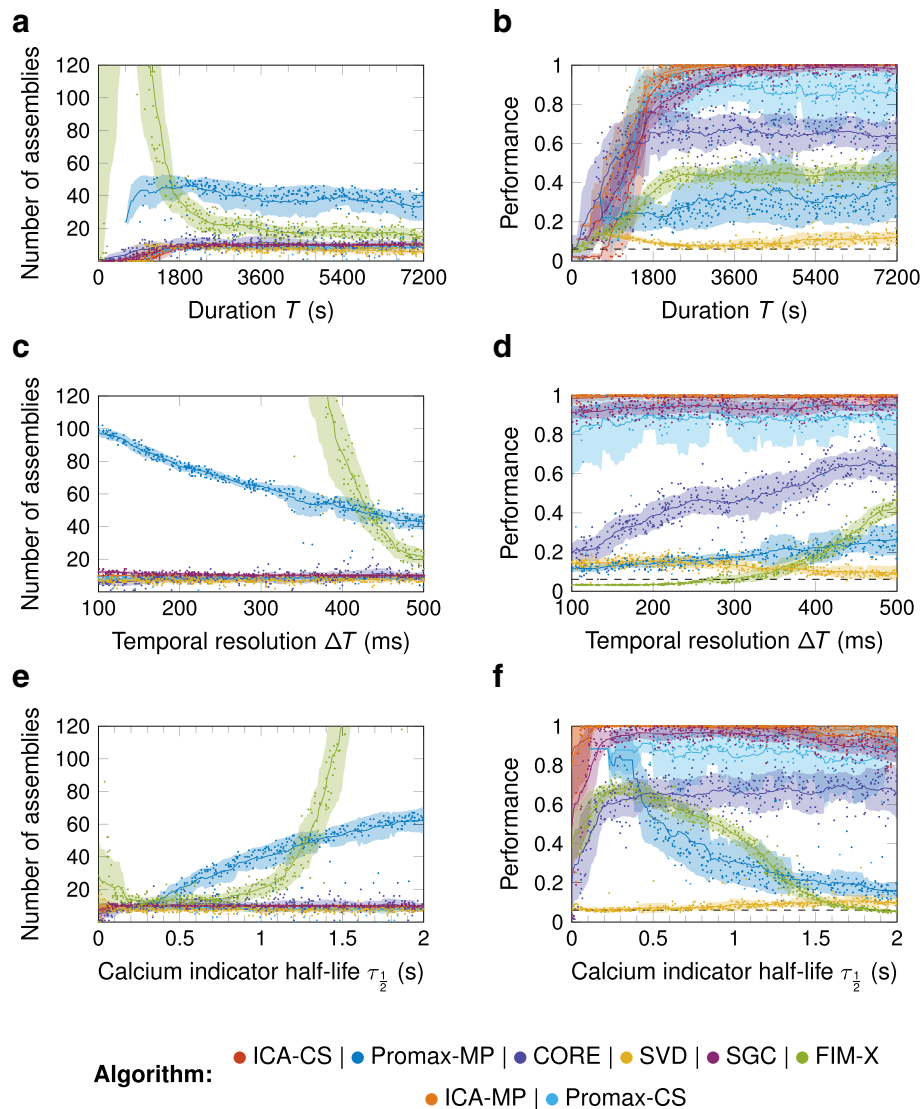 a
Number of assemblies
120
100
80
60
40
20
0 1800 3600 5400 7200
Duration T (s)
b
Performance
1
0.8
0.6
0.4
0.2
0
0 1800 3600 5400 7200
Duration T (s)
c
Number of assemblies
120
100
80
60
40
20
100 200 300 400 500
Temporal resolution ΔT (ms)
d
Performance
1
0.8
0.6
0.4
0.2
0
100 200 300 400 500
Temporal resolution ΔT (ms)
e
Number of assemblies
120
100
80
60
40
20
0 0.5 1 1.5 2
Calcium indicator half-life τ½ (s)
f
Performance
1
0.8
0.6
0.4
0.2
0
0 0.5 1 1.5 2
Calcium indicator half-life τ½ (s)
Algorithm:
ICA-CS | Promax-MP | CORE | SVD | SGC | FIM-X
ICA-MP | Promax-CS